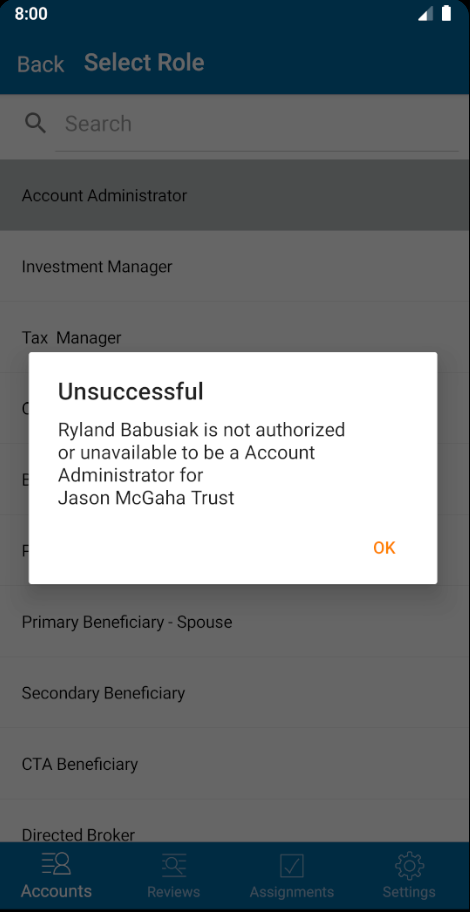 8:00
Back Select Role
Search
Account Administrator
Investment Manager
Tax  Manager
Unsuccessful
Ryland Babusiak is not authorized
or unavailable to be a Account
Administrator for
Jason McGaha Trust
OK
Primary Beneficiary - Spouse
Secondary Beneficiary
CTA Beneficiary
Directed Broker
Accounts Reviews Assignments Settings